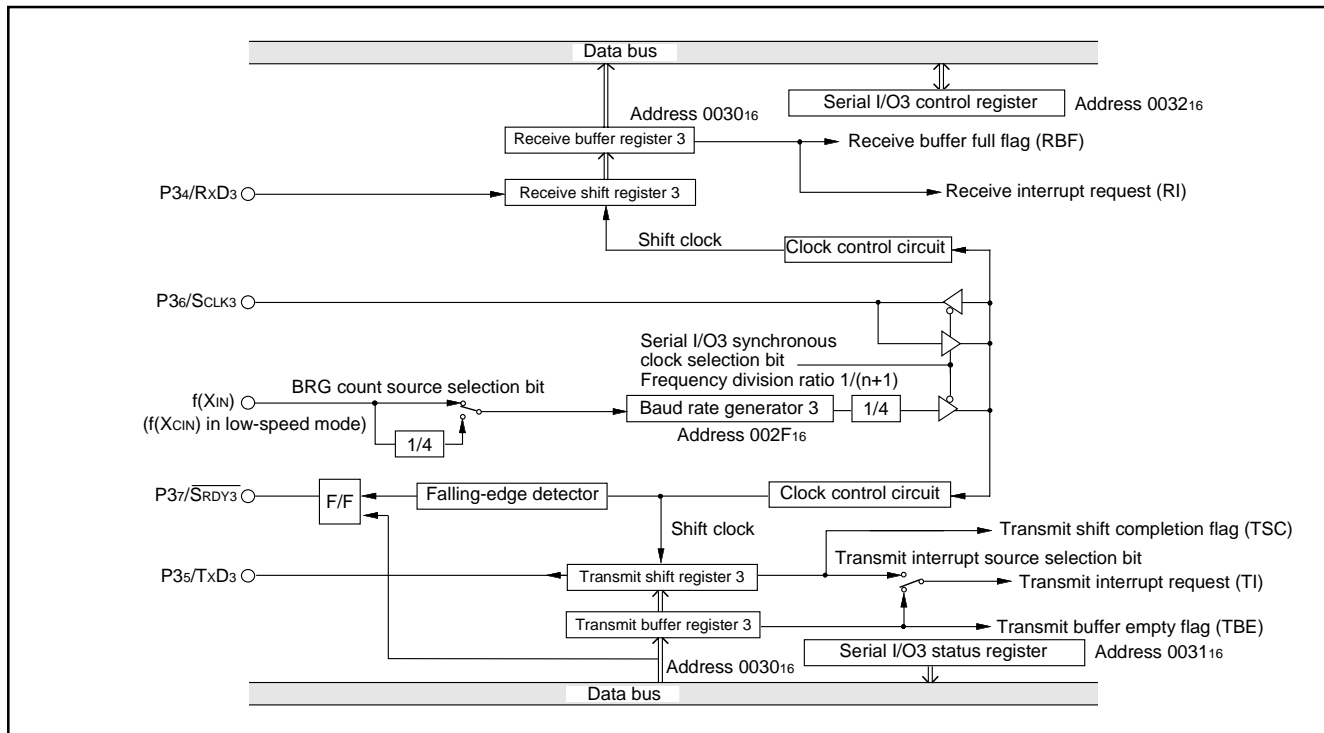 Data bus
Serial I/O3 control register Address 003216
Address 003016
Receive buffer register 3 Receive buffer full flag (RBF)
P34/RXD3 Receive shift register 3 Receive interrupt request (RI)
Shift clock Clock control circuit
P36/SCLK3
Serial I/O3 synchronous
clock selection bit
Frequency division ratio 1/(n+1)
BRG count source selection bit
f(XIN) Baud rate generator 3 1/4
(f(XCIN) in low-speed mode)
1/4 Address 002F16
P37/SRDY3 F/F Falling-edge detector Clock control circuit
Shift clock Transmit shift completion flag (TSC)
Transmit interrupt source selection bit
P35/TXD3 Transmit shift register 3 Transmit interrupt request (TI)
Transmit buffer register 3 Transmit buffer empty flag (TBE)
Address 003016 Serial I/O3 status register Address 003116
Data bus